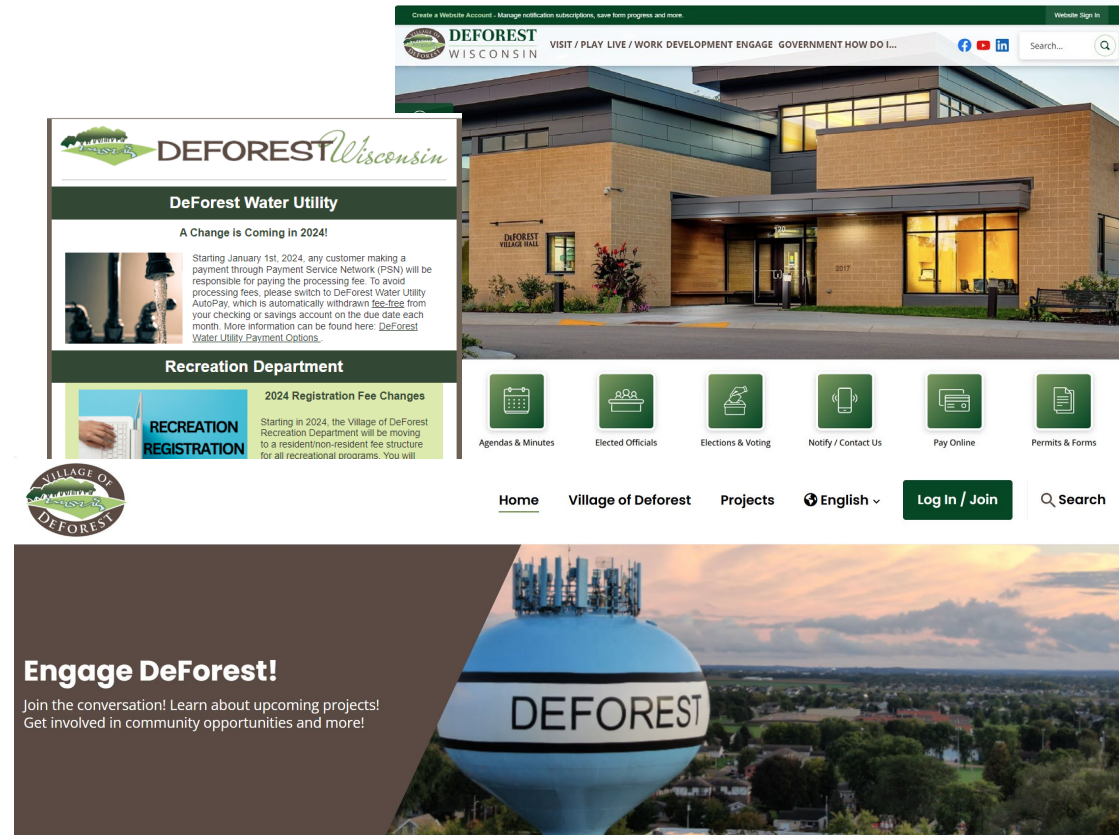 Create a Website Account - Manage notification subscriptions, save form progress and more.
Website Sign In
VILLAGE OF
DEFOREST
DEFOREST
WISCONSIN
VISIT / PLAY LIVE / WORK DEVELOPMENT ENGAGE GOVERNMENT HOW DO I...
Search...
DEFOREST
VILLAGE HALL
120
2017
Agendas & Minutes
Elected Officials
Elections & Voting
Notify / Contact Us
Pay Online
Permits & Forms
DEFOREST Wisconsin
DeForest Water Utility
A Change is Coming in 2024!
Starting January 1st, 2024, any customer making a
payment through Payment Service Network (PSN) will be
responsible for paying the processing fee. To avoid
processing fees, please switch to DeForest Water Utility
AutoPay, which is automatically withdrawn fee-free from
your checking or savings account on the due date each
month. More information can be found here: DeForest
Water Utility Payment Options .
Recreation Department
RECREATION
REGISTRATION
2024 Registration Fee Changes
Starting in 2024, the Village of DeForest
Recreation Department will be moving
to a resident/non-resident fee structure
for all recreational programs. You will
VILLAGE OF
DEFOREST
Home
Village of Deforest
Projects
English
Log In / Join
Search
Engage DeForest!
Join the conversation! Learn about upcoming projects!
Get involved in community opportunities and more!
DEFOREST